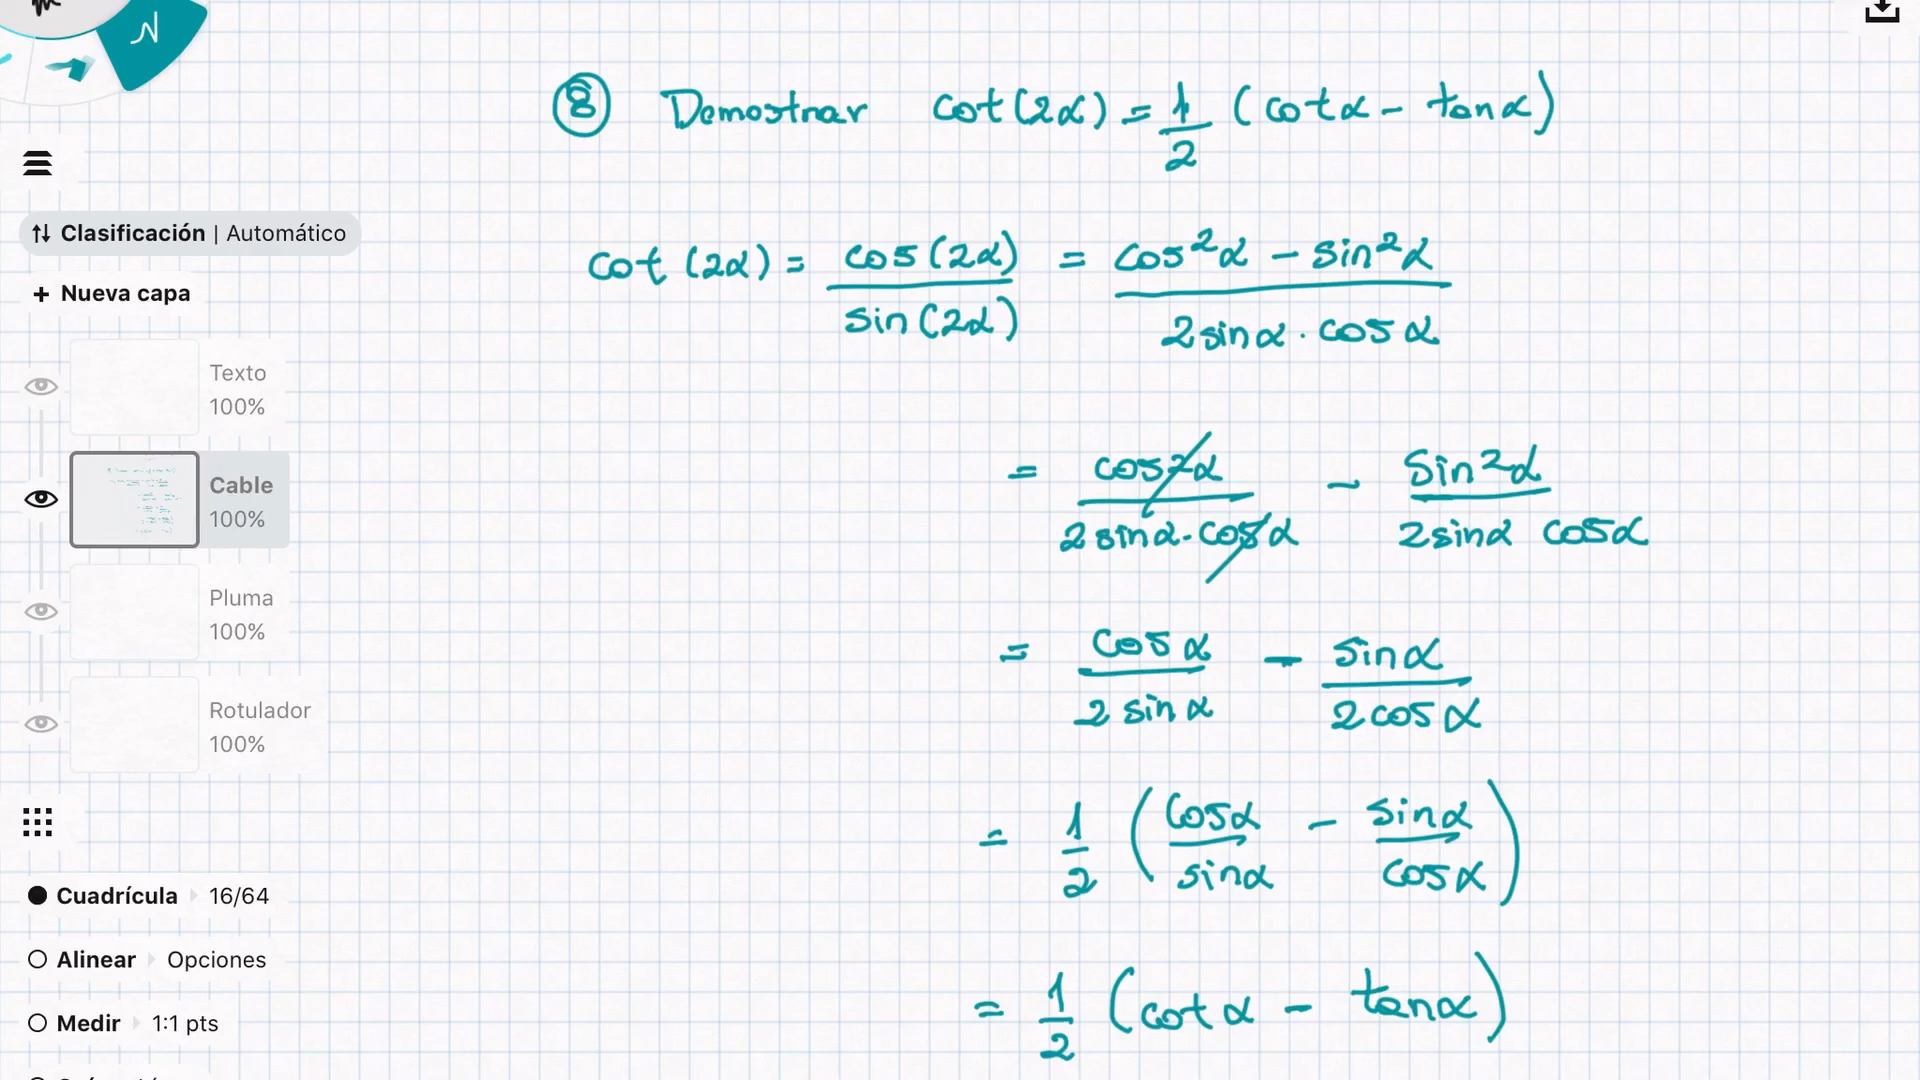 ⑧ Demostrar cot(2α) = 1/2 (cotα - tanα)
Clasificación | Automático
cot(2α) = cos(2α)/sin(2α) = (cos²α - sin²α)/(2sinα · cosα)
+ Nueva capa
Texto
100%
= cos²α/(2sinα · cosα) - sin²α/(2sinα cosα)
Cable
100%
Pluma
100%
= cosα/(2sinα) - sinα/(2cosα)
Rotulador
100%
= 1/2 (cosα/sinα - sinα/cosα)
Cuadrícula 16/64
Alinear Opciones
= 1/2 (cotα - tanα)
Medir 1:1 pts